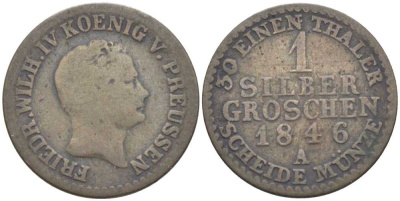 FRIEDR.WILH.IV KOENIG V.PREUSSEN
30 EINEN THALER
1
SILBER
GROSCHEN
1846
A
SCHEIDE MÜNZE